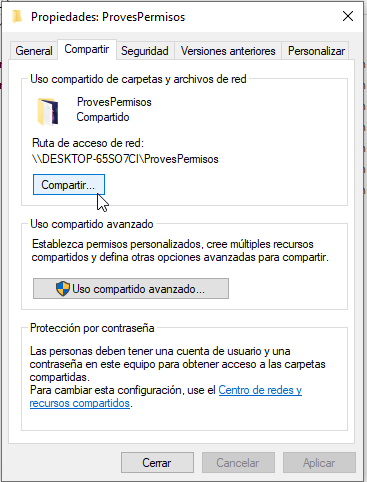 Propiedades: ProvesPermisos
General
Compartir
Seguridad
Versiones anteriores
Personalizar
Uso compartido de carpetas y archivos de red
ProvesPermisos
Compartido
Ruta de acceso de red:
\\DESKTOP-65SO7CI\ProvesPermisos
Compartir...
Uso compartido avanzado
Establezca permisos personalizados, cree múltiples recursos
compartidos y defina otras opciones avanzadas para compartir.
Uso compartido avanzado...
Protección por contraseña
Las personas deben tener una cuenta de usuario y una
contraseña en este equipo para obtener acceso a las carpetas
compartidas.
Para cambiar esta configuración, use el Centro de redes y
recursos compartidos.
Cerrar
Cancelar
Aplicar